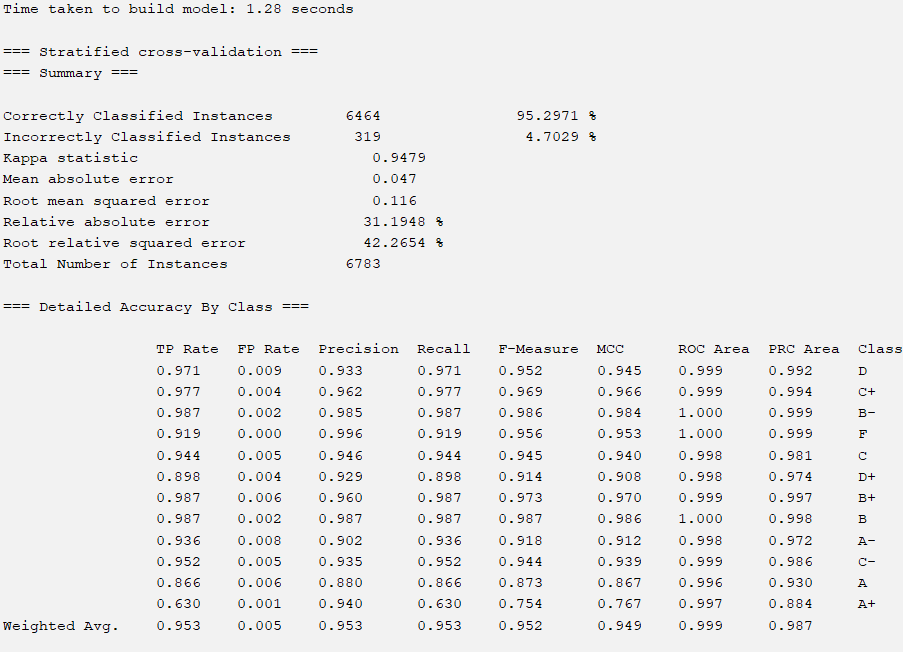 Time taken to build model: 1.28 seconds
=== Stratified cross-validation ===
=== Summary ===
Correctly Classified Instances 6464 95.2971 %
Incorrectly Classified Instances 319 4.7029 %
Kappa statistic 0.9479
Mean absolute error 0.047
Root mean squared error 0.116
Relative absolute error 31.1948 %
Root relative squared error 42.2654 %
Total Number of Instances 6783
=== Detailed Accuracy By Class ===
TP Rate FP Rate Precision Recall F-Measure MCC ROC Area PRC Area Class
0.971 0.009 0.933 0.971 0.952 0.945 0.999 0.992 D
0.977 0.004 0.962 0.977 0.969 0.966 0.999 0.994 C+
0.987 0.002 0.985 0.987 0.986 0.984 1.000 0.999 B-
0.919 0.000 0.996 0.919 0.956 0.953 1.000 0.999 F
0.944 0.005 0.946 0.944 0.945 0.940 0.998 0.981 C
0.898 0.004 0.929 0.898 0.914 0.908 0.998 0.974 D+
0.987 0.006 0.960 0.987 0.973 0.970 0.999 0.997 B+
0.987 0.002 0.987 0.987 0.987 0.986 1.000 0.998 B
0.936 0.008 0.902 0.936 0.918 0.912 0.998 0.972 A-
0.952 0.005 0.935 0.952 0.944 0.939 0.999 0.986 C-
0.866 0.006 0.880 0.866 0.873 0.867 0.996 0.930 A
0.630 0.001 0.940 0.630 0.754 0.767 0.997 0.884 A+
Weighted Avg. 0.953 0.005 0.953 0.953 0.952 0.949 0.999 0.987